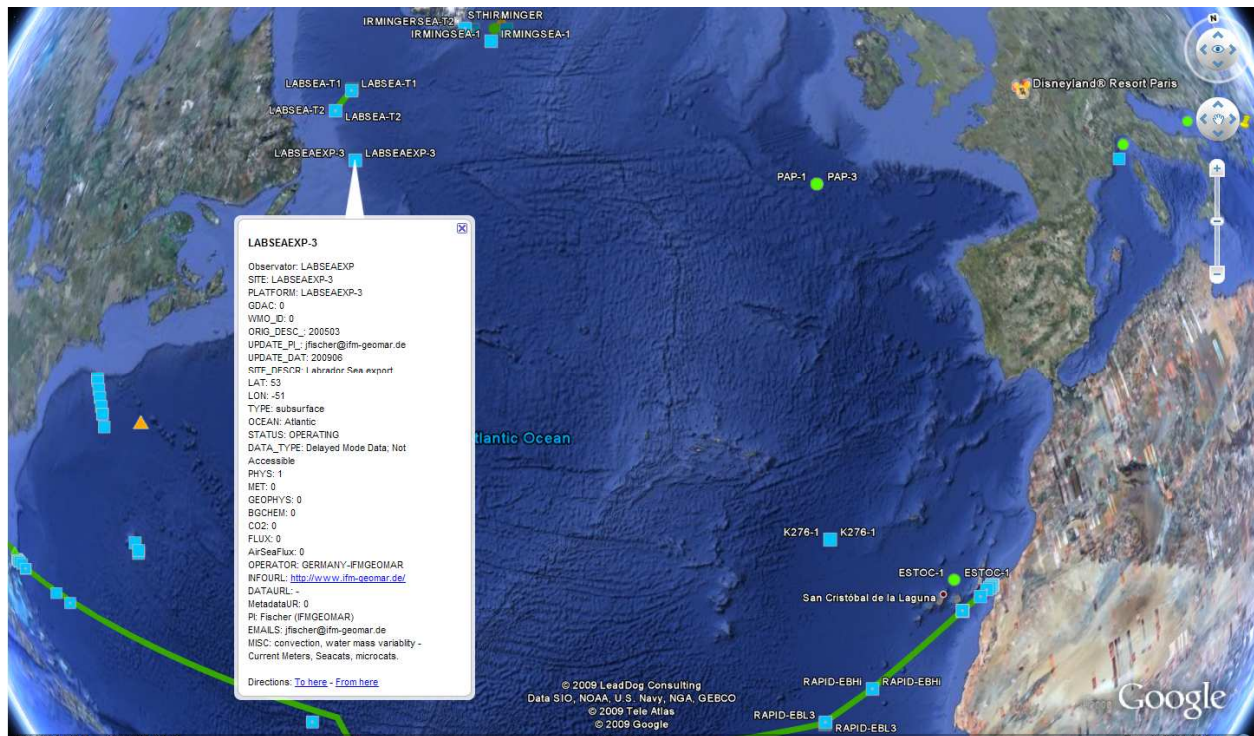 IRMINGERSEA-T2
STHIRMINGER
IRMINGSEA-1
IRMINGSEA-1
N
LABSEA-T1
LABSEA-T1
Disneyland® Resort Paris
LABSEA-T2
LABSEA-T2
LABSEAEXP-3
LABSEAEXP-3
PAP-1
PAP-3
LABSEAEXP-3
Observator: LABSEAEXP
SITE: LABSEAEXP-3
PLATFORM: LABSEAEXP-3
GDAC: 0
WMO_ID: 0
ORIG_DESC_: 200503
UPDATE_PI_: jfischer@ifm-geomar.de
UPDATE_DAT: 200906
SITE_DESCR: Labrador Sea export
LAT: 53
LON: -51
TYPE: subsurface
OCEAN: Atlantic
STATUS: OPERATING
DATA_TYPE: Delayed Mode Data; Not
Accessible
PHYS: 1
MET: 0
GEOPHYS: 0
BGCHEM: 0
CO2: 0
FLUX: 0
AirSeaFlux: 0
OPERATOR: GERMANY-IFMGEOMAR
INFOURL: http://www.ifm-geomar.de/
DATAURL: -
MetadataUR: 0
PI: Fischer (IFMGEOMAR)
EMAILS: jfischer@ifm-geomar.de
MISC: convection, water mass variablity -
Current Meters, Seacats, microcats.
Directions: To here - From here
tlantic Ocean
K276-1
K276-1
ESTOC-1
ESTOC-1
San Cristóbal de la Laguna
RAPID-EBHi
RAPID-EBHi
RAPID-EBL3
RAPID-EBL3
© 2009 LeadDog Consulting
Data SIO, NOAA, U.S. Navy, NGA, GEBCO
© 2009 Tele Atlas
© 2009 Google
Google